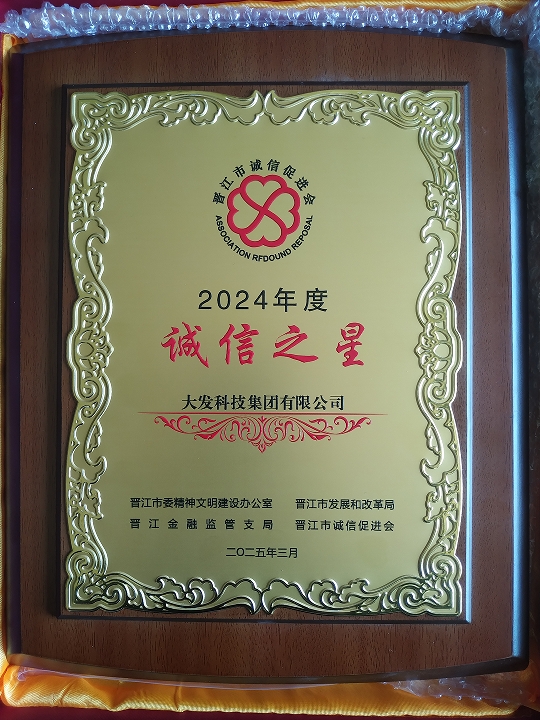 晋江市诚信促进会
ASSOCIATION RFDOUND REPOSAL
2024年度
诚信之星
大发科技集团有限公司
晋江市委精神文明建设办公室 晋江市发展和改革局
晋江金融监管支局 晋江市诚信促进会
二〇二五年三月